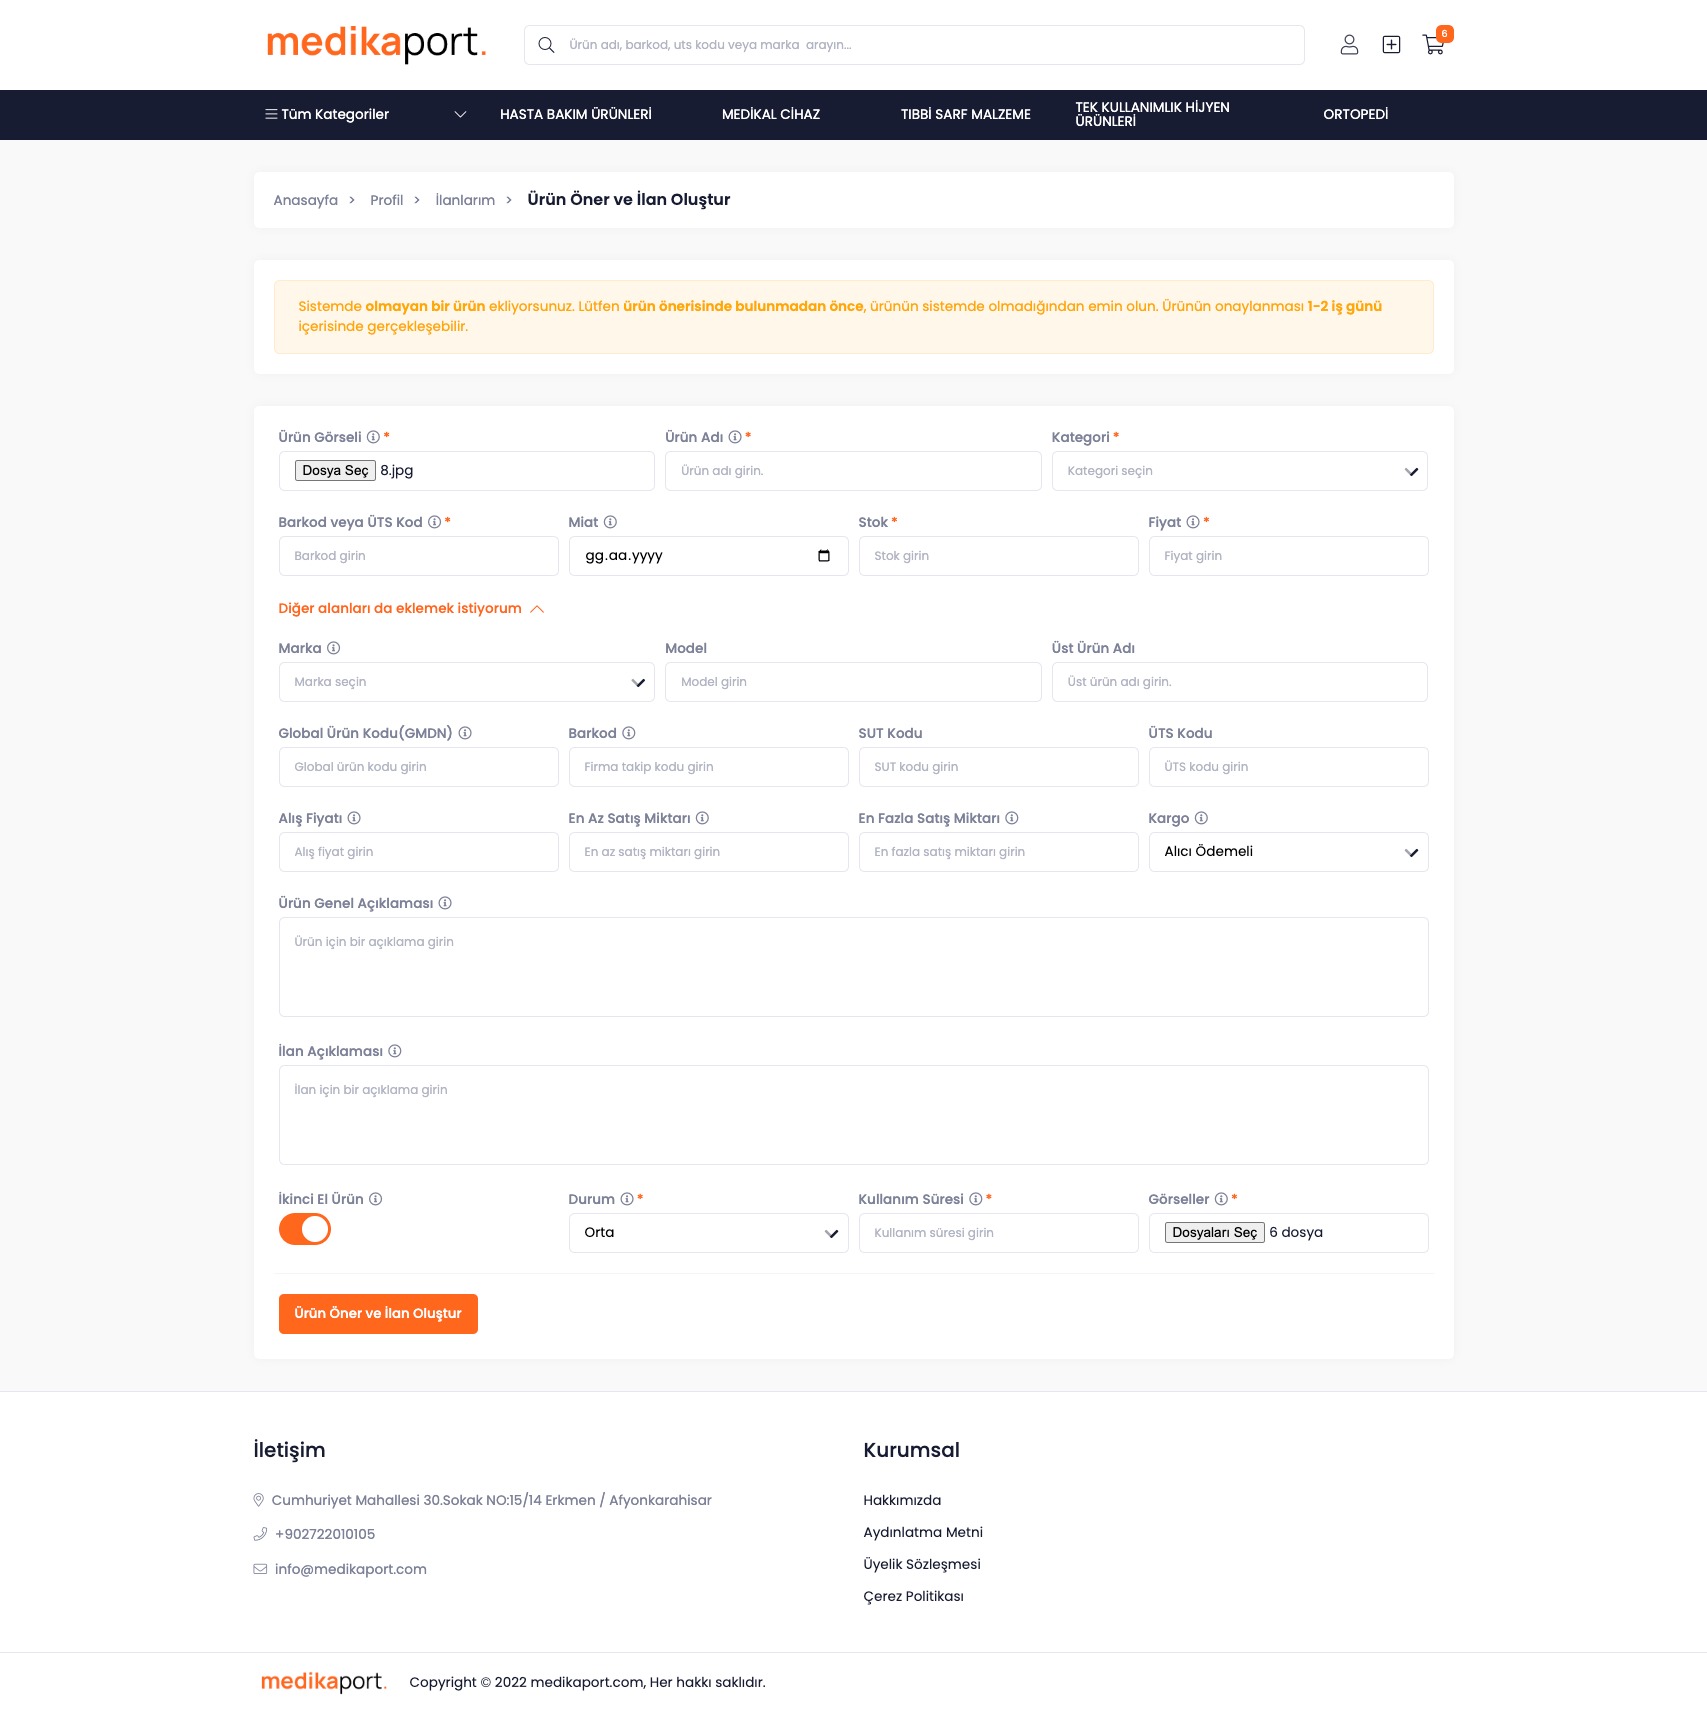 medikaport.
Ürün adı, barkod, uts kodu veya marka arayın...
6
Tüm Kategoriler
HASTA BAKIM ÜRÜNLERİ
MEDİKAL CİHAZ
TIBBİ SARF MALZEME
TEK KULLANIMLIK HİJYEN
ÜRÜNLERİ
ORTOPEDİ
Anasayfa > Profil > İlanlarım > Ürün Öner ve İlan Oluştur
Sistemde olmayan bir ürün ekliyorsunuz. Lütfen ürün önerisinde bulunmadan önce, ürünün sistemde olmadığından emin olun. Ürünün onaylanması 1-2 iş günü
içerisinde gerçekleşebilir.
Ürün Görseli *
Ürün Adı *
Kategori *
Dosya Seç 8.jpg
Ürün adı girin.
Kategori seçin
Barkod veya ÜTS Kod *
Miat
Stok *
Fiyat *
Barkod girin
gg.aa.yyyy
Stok girin
Fiyat girin
Diğer alanları da eklemek istiyorum
Marka
Model
Üst Ürün Adı
Marka seçin
Model girin
Üst ürün adı girin.
Global Ürün Kodu(GMDN)
Barkod
SUT Kodu
ÜTS Kodu
Global ürün kodu girin
Firma takip kodu girin
SUT kodu girin
ÜTS kodu girin
Alış Fiyatı
En Az Satış Miktarı
En Fazla Satış Miktarı
Kargo
Alış fiyat girin
En az satış miktarı girin
En fazla satış miktarı girin
Alıcı Ödemeli
Ürün Genel Açıklaması
Ürün için bir açıklama girin
İlan Açıklaması
İlan için bir açıklama girin
İkinci El Ürün
Durum *
Kullanım Süresi *
Görseller *
Orta
Kullanım süresi girin
Dosyaları Seç 6 dosya
Ürün Öner ve İlan Oluştur
İletişim
Cumhuriyet Mahallesi 30.Sokak NO:15/14 Erkmen / Afyonkarahisar
+902722010105
info@medikaport.com
Kurumsal
Hakkımızda
Aydınlatma Metni
Üyelik Sözleşmesi
Çerez Politikası
medikaport.
Copyright © 2022 medikaport.com, Her hakkı saklıdır.